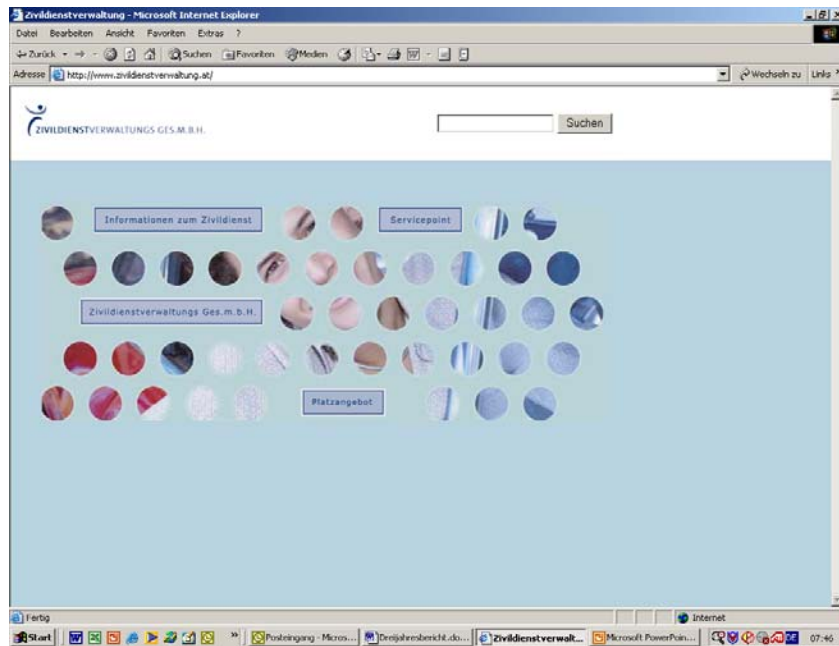 Zivildienstverwaltung - Microsoft Internet Explorer
Datei Bearbeiten Ansicht Favoriten Extras ?
Zurück Suchen Favoriten Medien
Adresse http://www.zivildienstverwaltung.at/ Wechseln zu Links
ZIVILDIENSTVERWALTUNGS GES.M.B.H. Suchen
Informationen zum Zivildienst Servicepoint
Zivildienstverwaltungs Ges.m.b.H.
Platzangebot
Fertig Internet
Start Posteingang - Micros... Dreijahresbericht.do... Zivildienstverwalt... Microsoft PowerPoin... DE 07:46